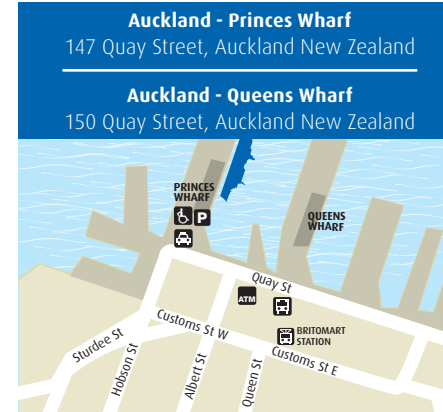 Auckland - Princes Wharf
147 Quay Street, Auckland New Zealand
Auckland - Queens Wharf
150 Quay Street, Auckland New Zealand
PRINCES
WHARF
P
QUEENS
WHARF
Quay St
ATM
BRITOMART
STATION
Customs St W
Customs St E
Sturdee St
Hobson St
Albert St
Queen St